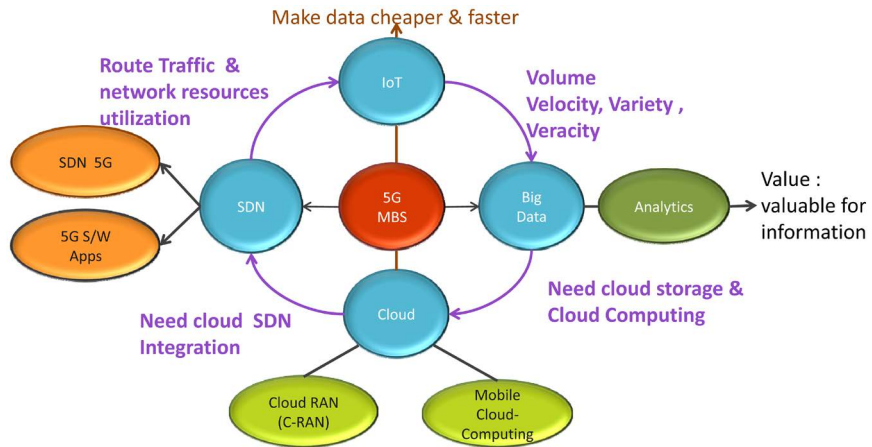 Make data cheaper & faster
Route Traffic &
network resources
utilization
IoT
Volume
Velocity, Variety ,
Veracity
SDN 5G
5G S/W
Apps
SDN
5G
MBS
Big
Data
Analytics
Value :
valuable for
information
Need cloud SDN
Integration
Cloud
Need cloud storage &
Cloud Computing
Cloud RAN
(C-RAN)
Mobile
Cloud-
Computing